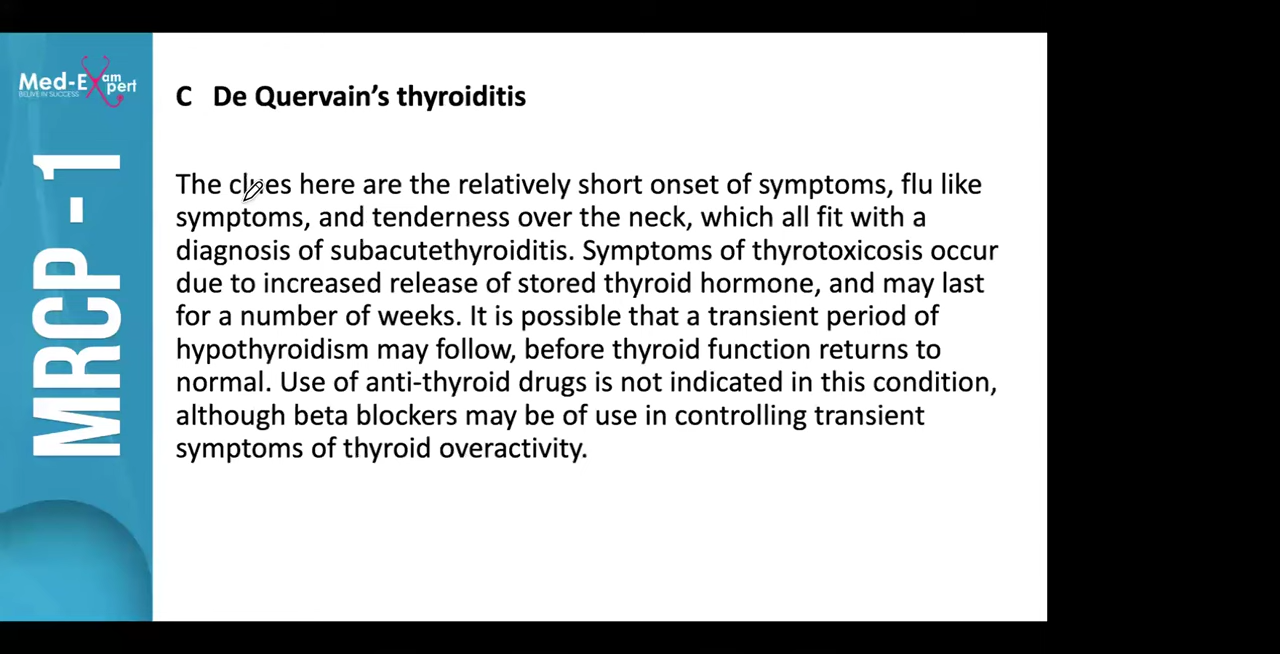 Med-Exam
pert
BELIVE IN SUCCESS
MRCP - 1
C De Quervain’s thyroiditis
The clues here are the relatively short onset of symptoms, flu like
symptoms, and tenderness over the neck, which all fit with a
diagnosis of subacutethyroiditis. Symptoms of thyrotoxicosis occur
due to increased release of stored thyroid hormone, and may last
for a number of weeks. It is possible that a transient period of
hypothyroidism may follow, before thyroid function returns to
normal. Use of anti-thyroid drugs is not indicated in this condition,
although beta blockers may be of use in controlling transient
symptoms of thyroid overactivity.